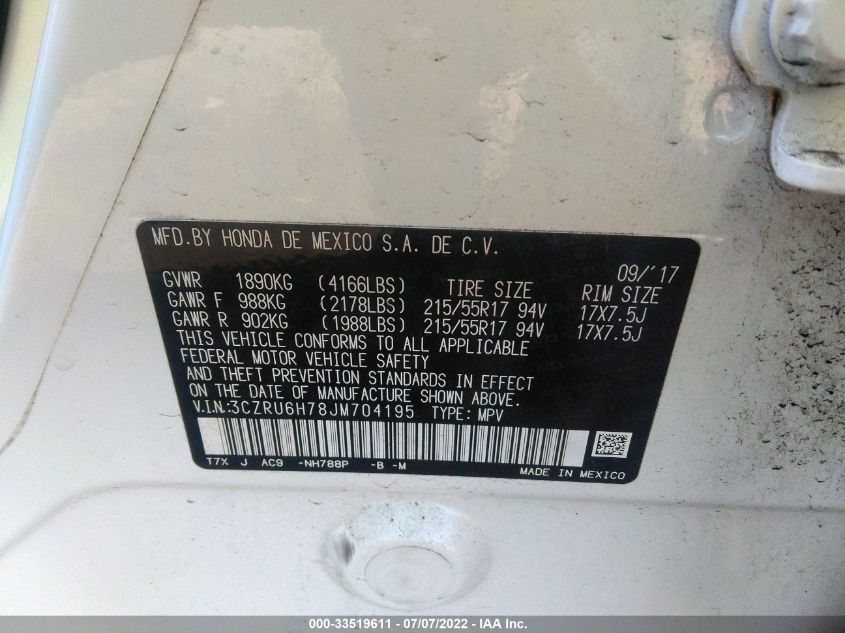 MFD.BY HONDA DE MEXICO S.A. DE C.V.
09/'17
GVWR 1890KG (4166LBS) TIRE SIZE RIM SIZE
GAWR F 988KG (2178LBS) 215/55R17 94V 17X7.5J
GAWR R 902KG (1988LBS) 215/55R17 94V 17X7.5J
THIS VEHICLE CONFORMS TO ALL APPLICABLE
FEDERAL MOTOR VEHICLE SAFETY
AND THEFT PREVENTION STANDARDS IN EFFECT
ON THE DATE OF MANUFACTURE SHOWN ABOVE.
V.I.N:3CZRU6H78JM704195 TYPE: MPV
T7X J AC9 -NH788P -B -M
MADE IN MEXICO
000-33519611 - 07/07/2022 - IAA Inc.